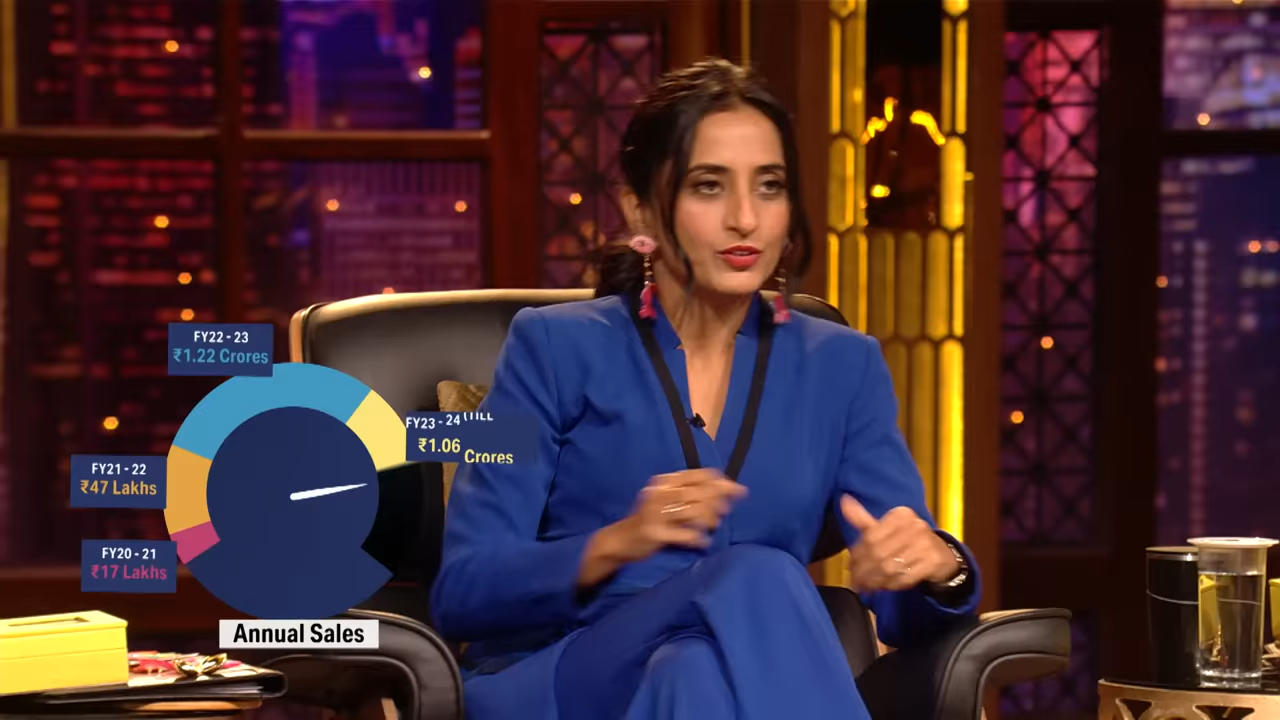 FY22 - 23
₹1.22 Crores
FY23 - 24 (TILL
₹1.06 Crores
FY21 - 22
₹47 Lakhs
FY20 - 21
₹17 Lakhs
Annual Sales